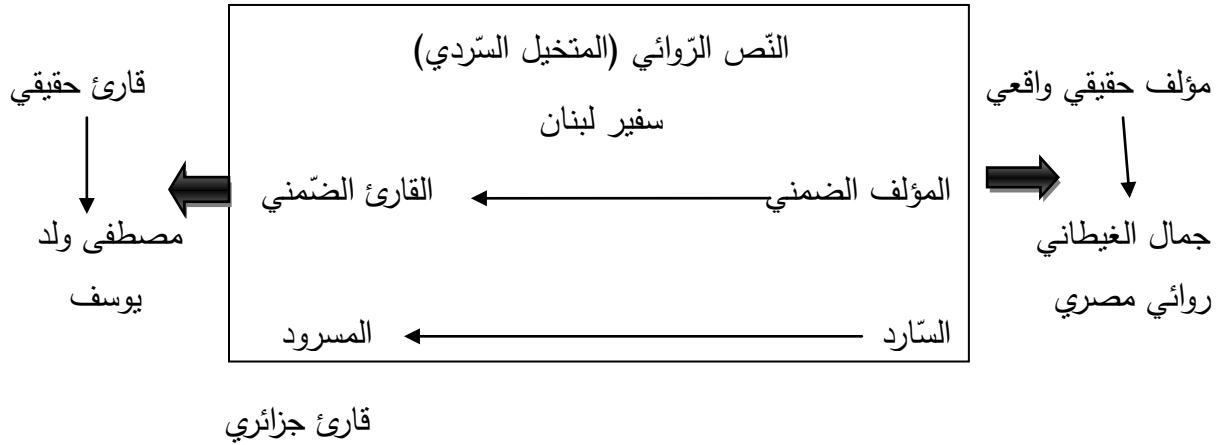 النّص الرّوائي (المتخيل السّردي)
سفير لبنان
مؤلف حقيقي واقعي
قارئ حقيقي
المؤلف الضمني
القارئ الضّمني
جمال الغيطاني
روائي مصري
مصطفى ولد
يوسف
السّارد
المسرود
قارئ جزائري